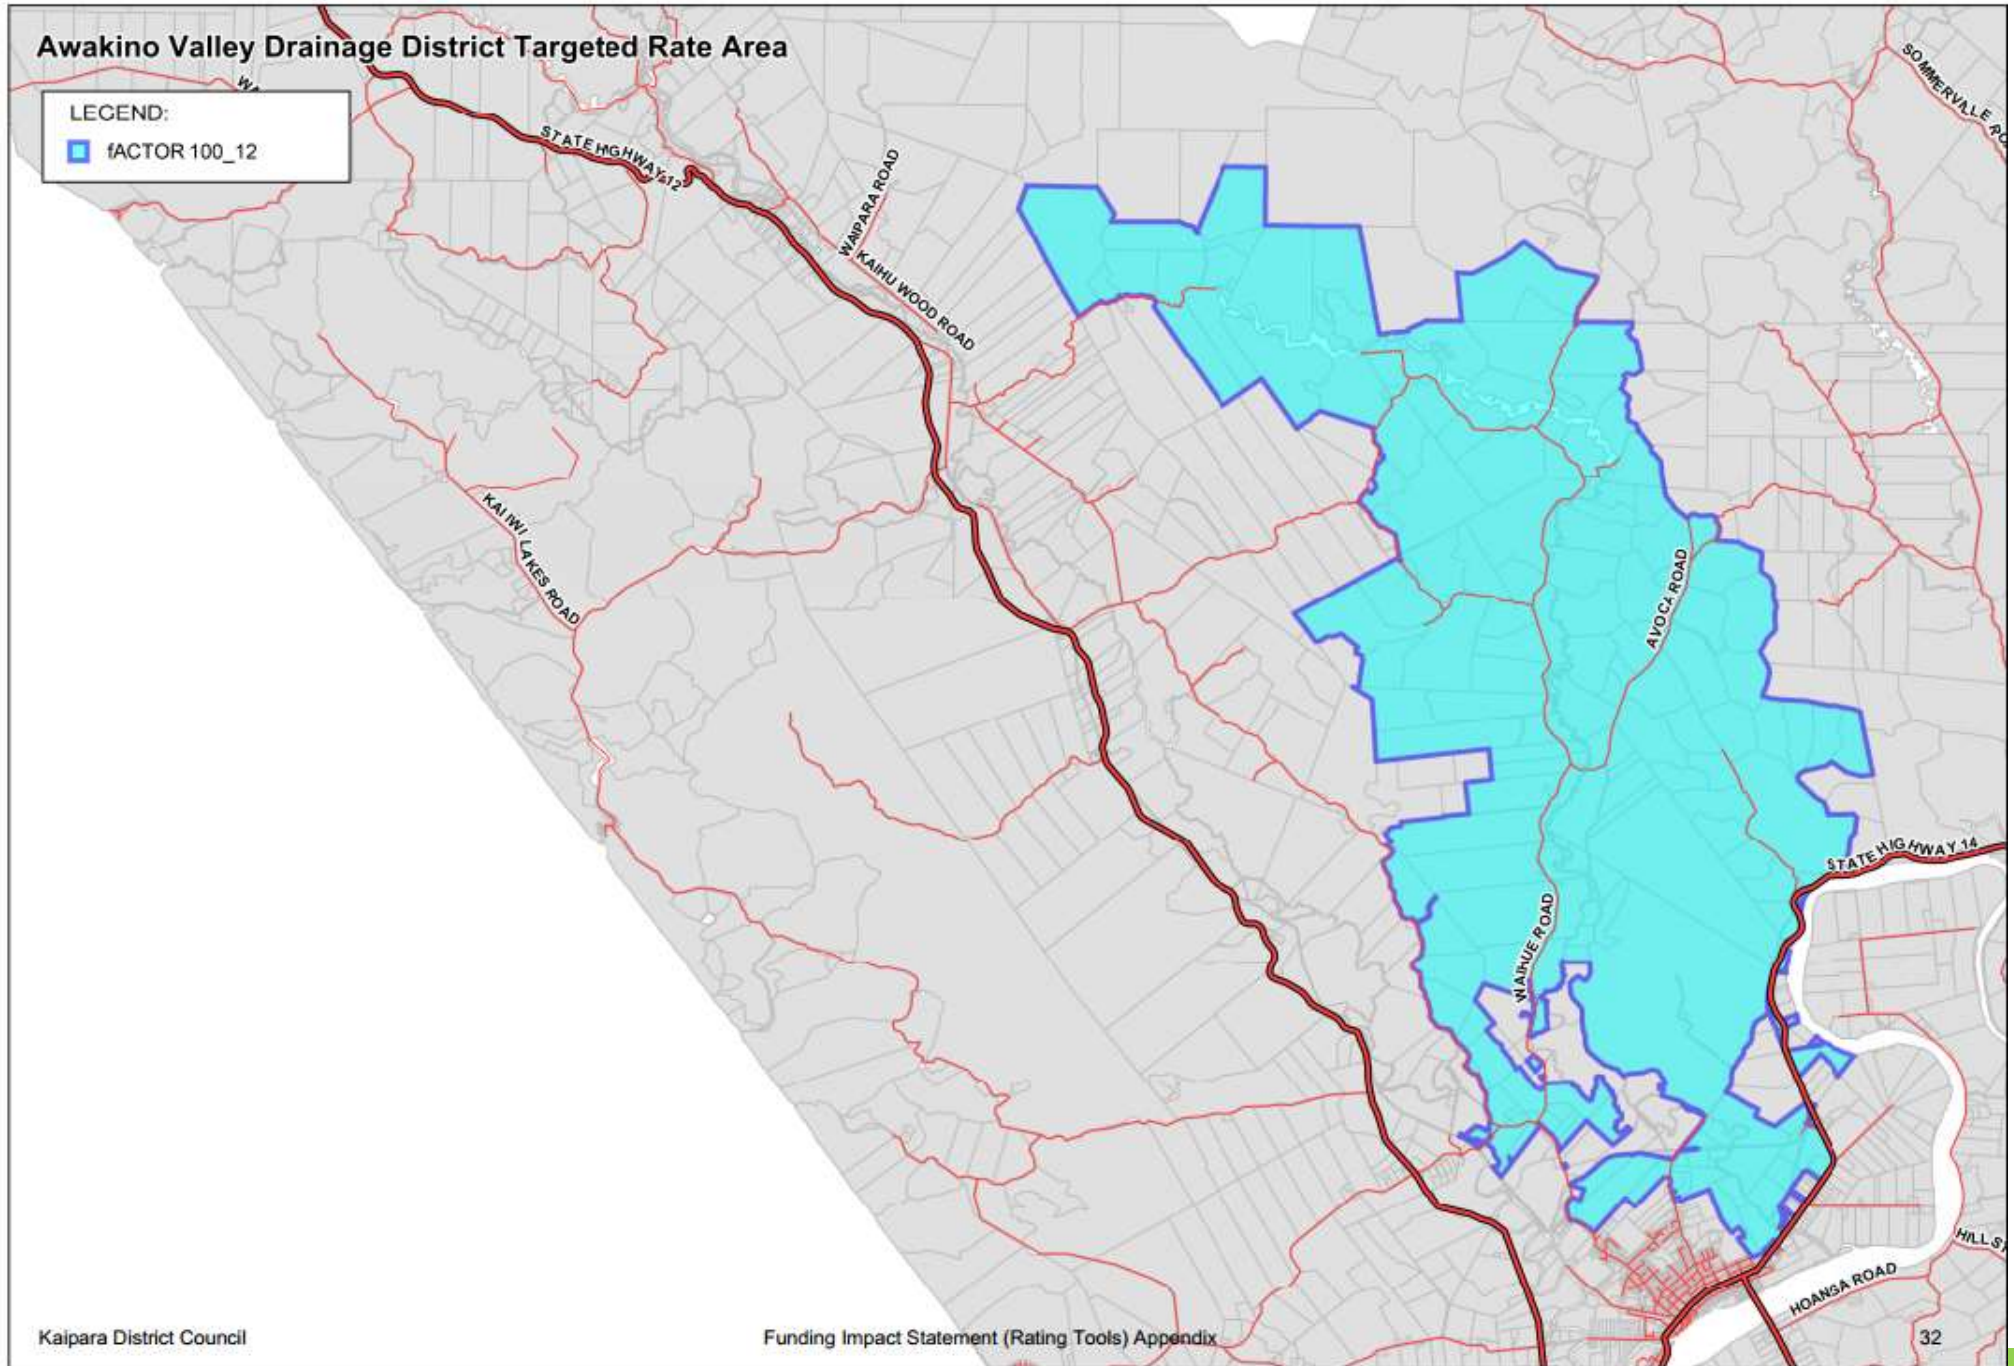 Awakino Valley Drainage District Targeted Rate Area
LEGEND:
fACTOR 100_12
WA
STATE HIGHWAY 12
WAIPARA ROAD
KAIHU WOOD ROAD
KAI IWI LAKES ROAD
AVOCA ROAD
STATE HIGHWAY 14
WAIHUE ROAD
HOANGA ROAD
Kaipara District Council
Funding Impact Statement (Rating Tools) Appendix
32